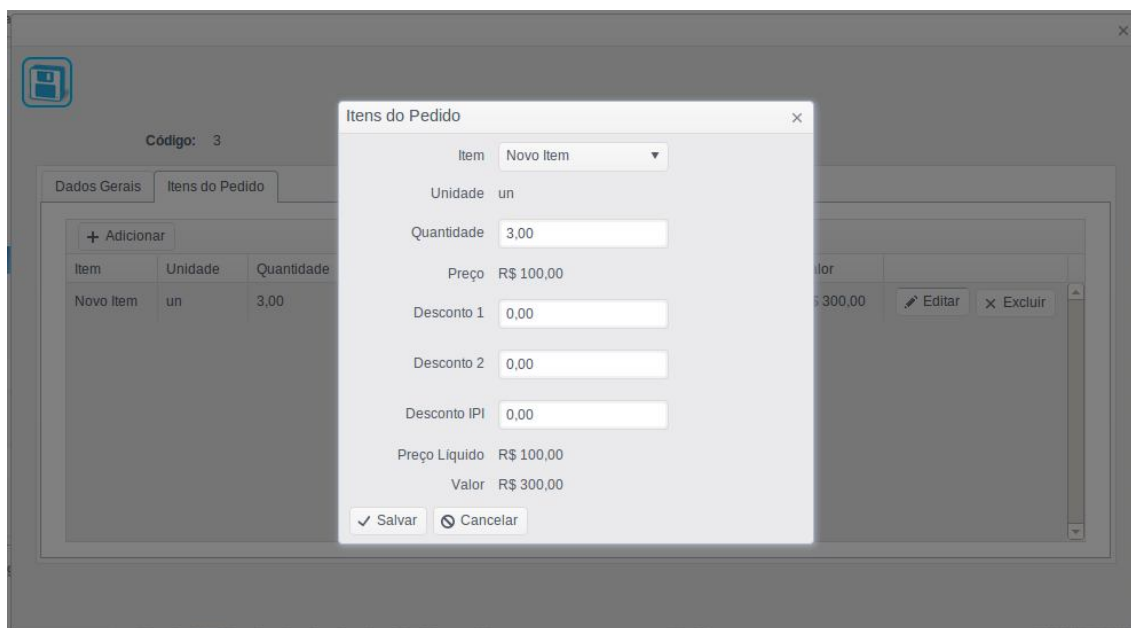 Código: 3
Dados Gerais Itens do Pedido
+ Adicionar
Item Unidade Quantidade
Novo Item un 3,00
300,00 Editar Excluir
Itens do Pedido
Item Novo Item
Unidade un
Quantidade 3,00
Preço R$ 100,00
Desconto 1 0,00
Desconto 2 0,00
Desconto IPI 0,00
Preço Líquido R$ 100,00
Valor R$ 300,00
Salvar Cancelar